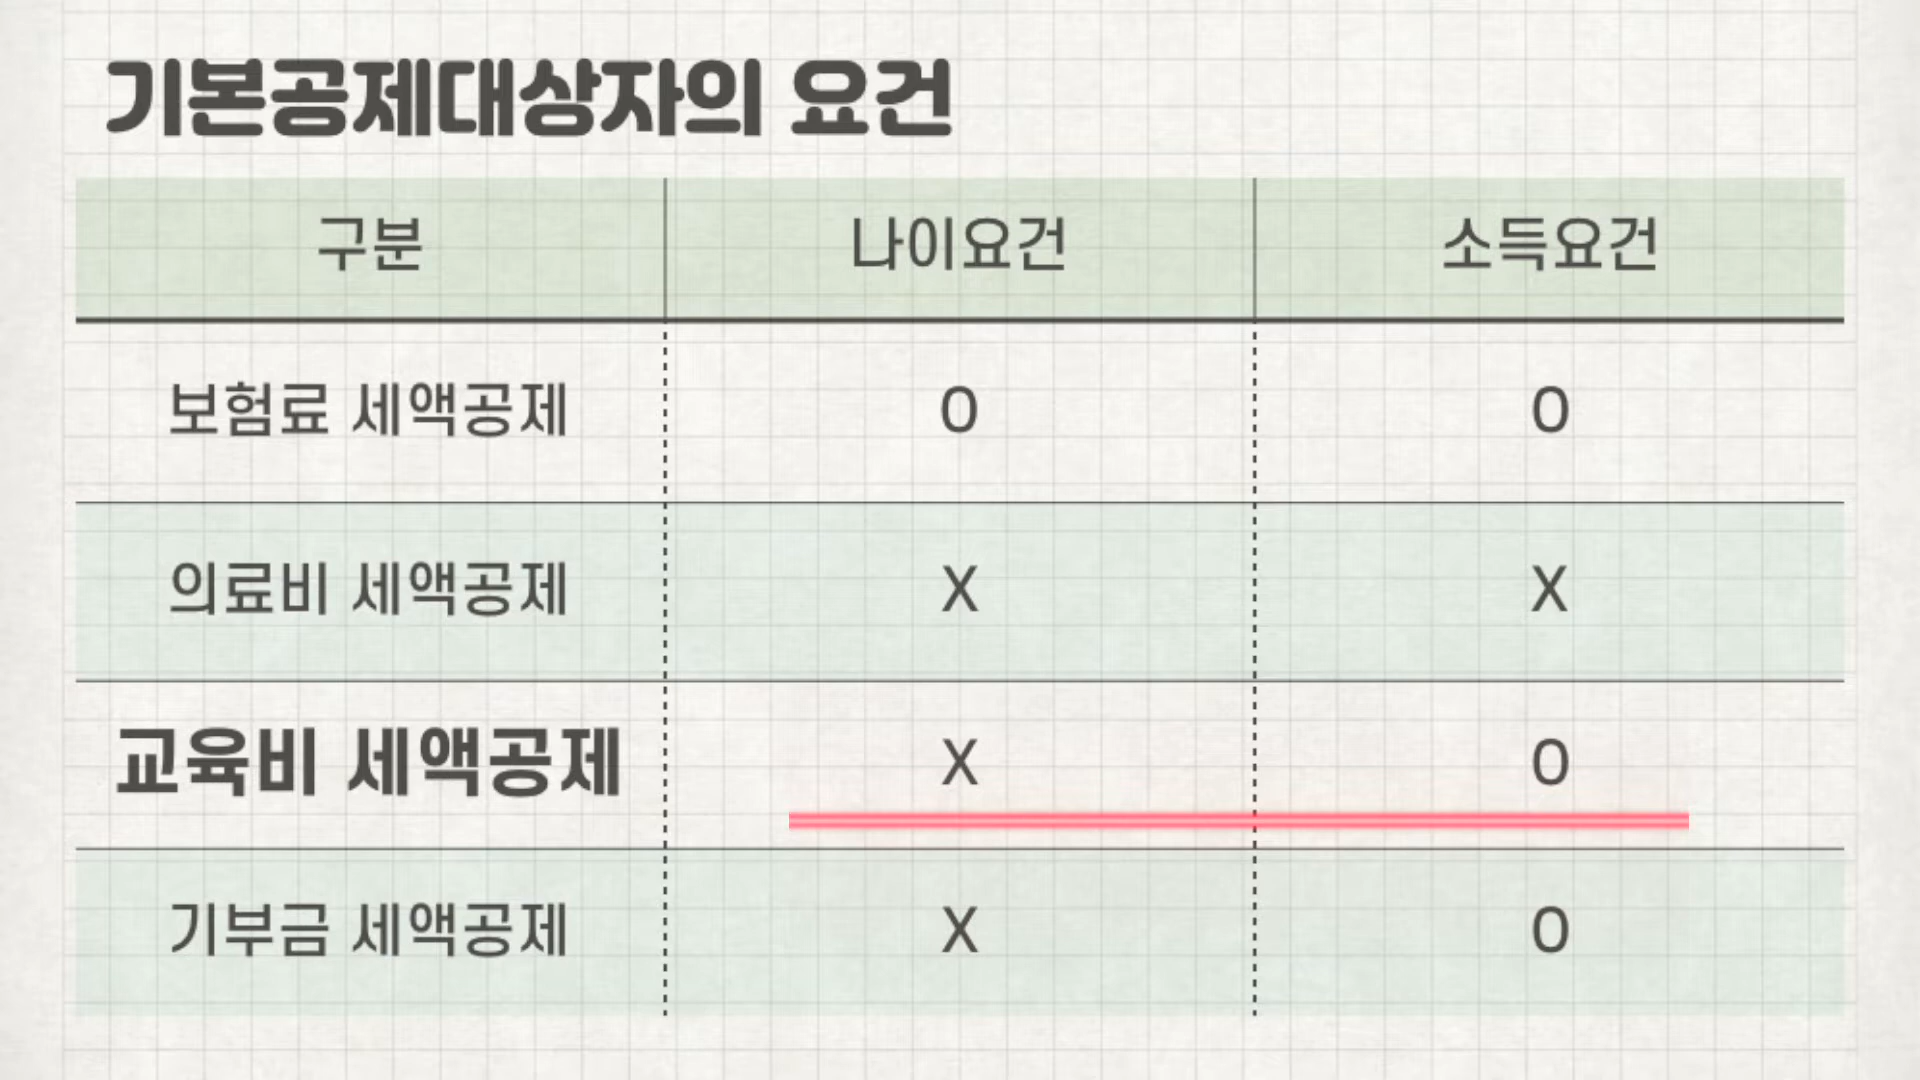 기본공제대상자의 요건
구분 나이요건 소득요건
보험료 세액공제 O O
의료비 세액공제 X X
교육비 세액공제 X O
기부금 세액공제 X O